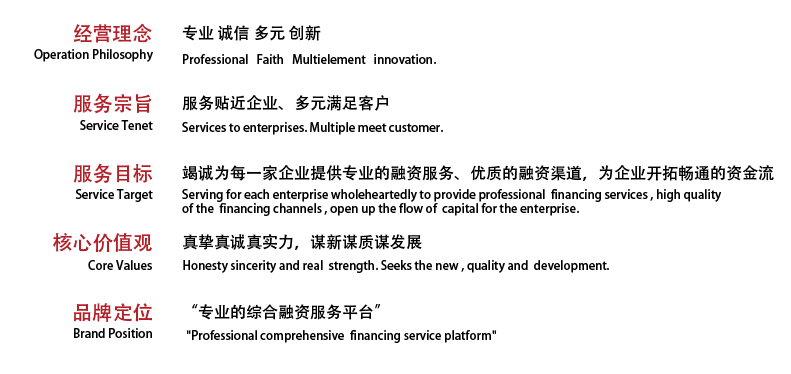 经营理念 专业 诚信 多元 创新
Operation Philosophy Professional Faith Multielement innovation.
服务宗旨 服务贴近企业、多元满足客户
Service Tenet Services to enterprises. Multiple meet customer.
服务目标 竭诚为每一家企业提供专业的融资服务、优质的融资渠道，为企业开拓畅通的资金流
Service Target Serving for each enterprise wholeheartedly to provide professional financing services , high quality
of the financing channels , open up the flow of capital for the enterprise.
核心价值观 真挚真诚真实力，谋新谋质谋发展
Core Values Honesty sincerity and real strength. Seeks the new , quality and development.
品牌定位 “专业的综合融资服务平台”
Brand Position "Professional comprehensive financing service platform"